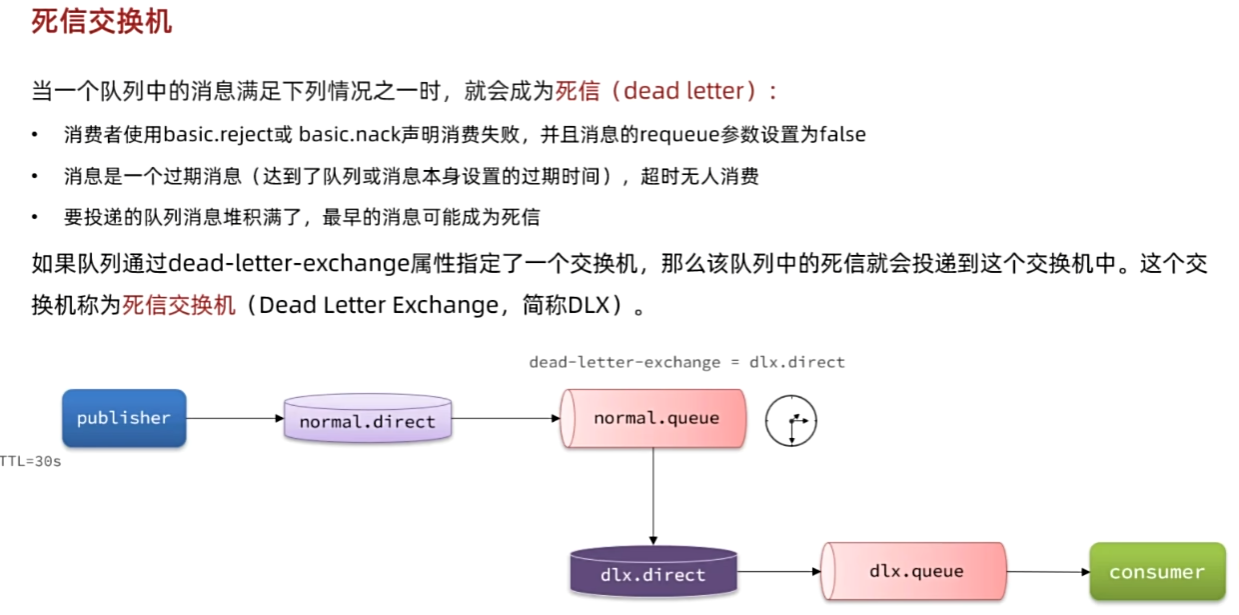 死信交换机
当一个队列中的消息满足下列情况之一时，就会成为死信（dead letter）：
• 消费者使用basic.reject或 basic.nack声明消费失败，并且消息的requeue参数设置为false
• 消息是一个过期消息（达到了队列或消息本身设置的过期时间），超时无人消费
• 要投递的队列消息堆积满了，最早的消息可能成为死信
如果队列通过dead-letter-exchange属性指定了一个交换机，那么该队列中的死信就会投递到这个交换机中。这个交
换机称为死信交换机（Dead Letter Exchange，简称DLX）。
dead-letter-exchange = dlx.direct
publisher
normal.direct
normal.queue
TTL=30s
dlx.direct
dlx.queue
consumer